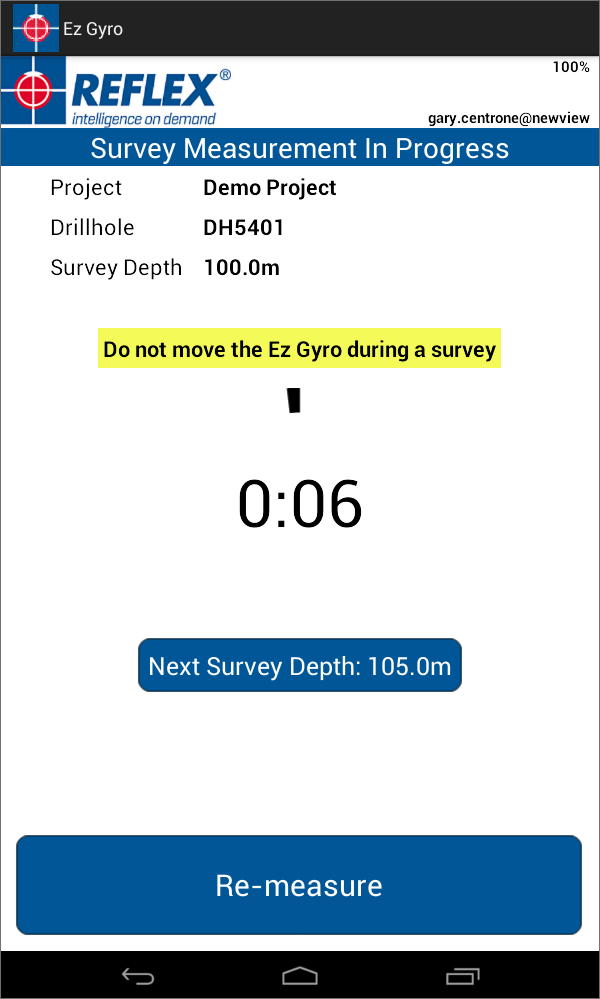 Ez Gyro
100%
REFLEX®
intelligence on demand
gary.centrone@newview
Survey Measurement In Progress
Project Demo Project
Drillhole DH5401
Survey Depth 100.0m
Do not move the Ez Gyro during a survey
0:06
Next Survey Depth: 105.0m
Re-measure